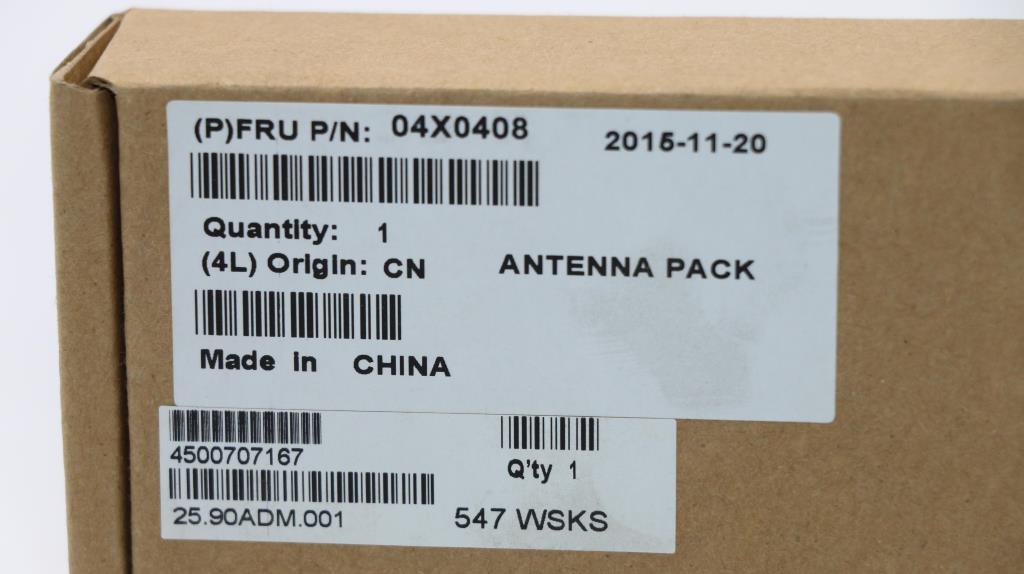 (P)FRU P/N: 04X0408 2015-11-20
Quantity: 1
(4L) Origin: CN ANTENNA PACK
Made in CHINA
4500707167
Q'ty 1
25.90ADM.001 547 WSKS